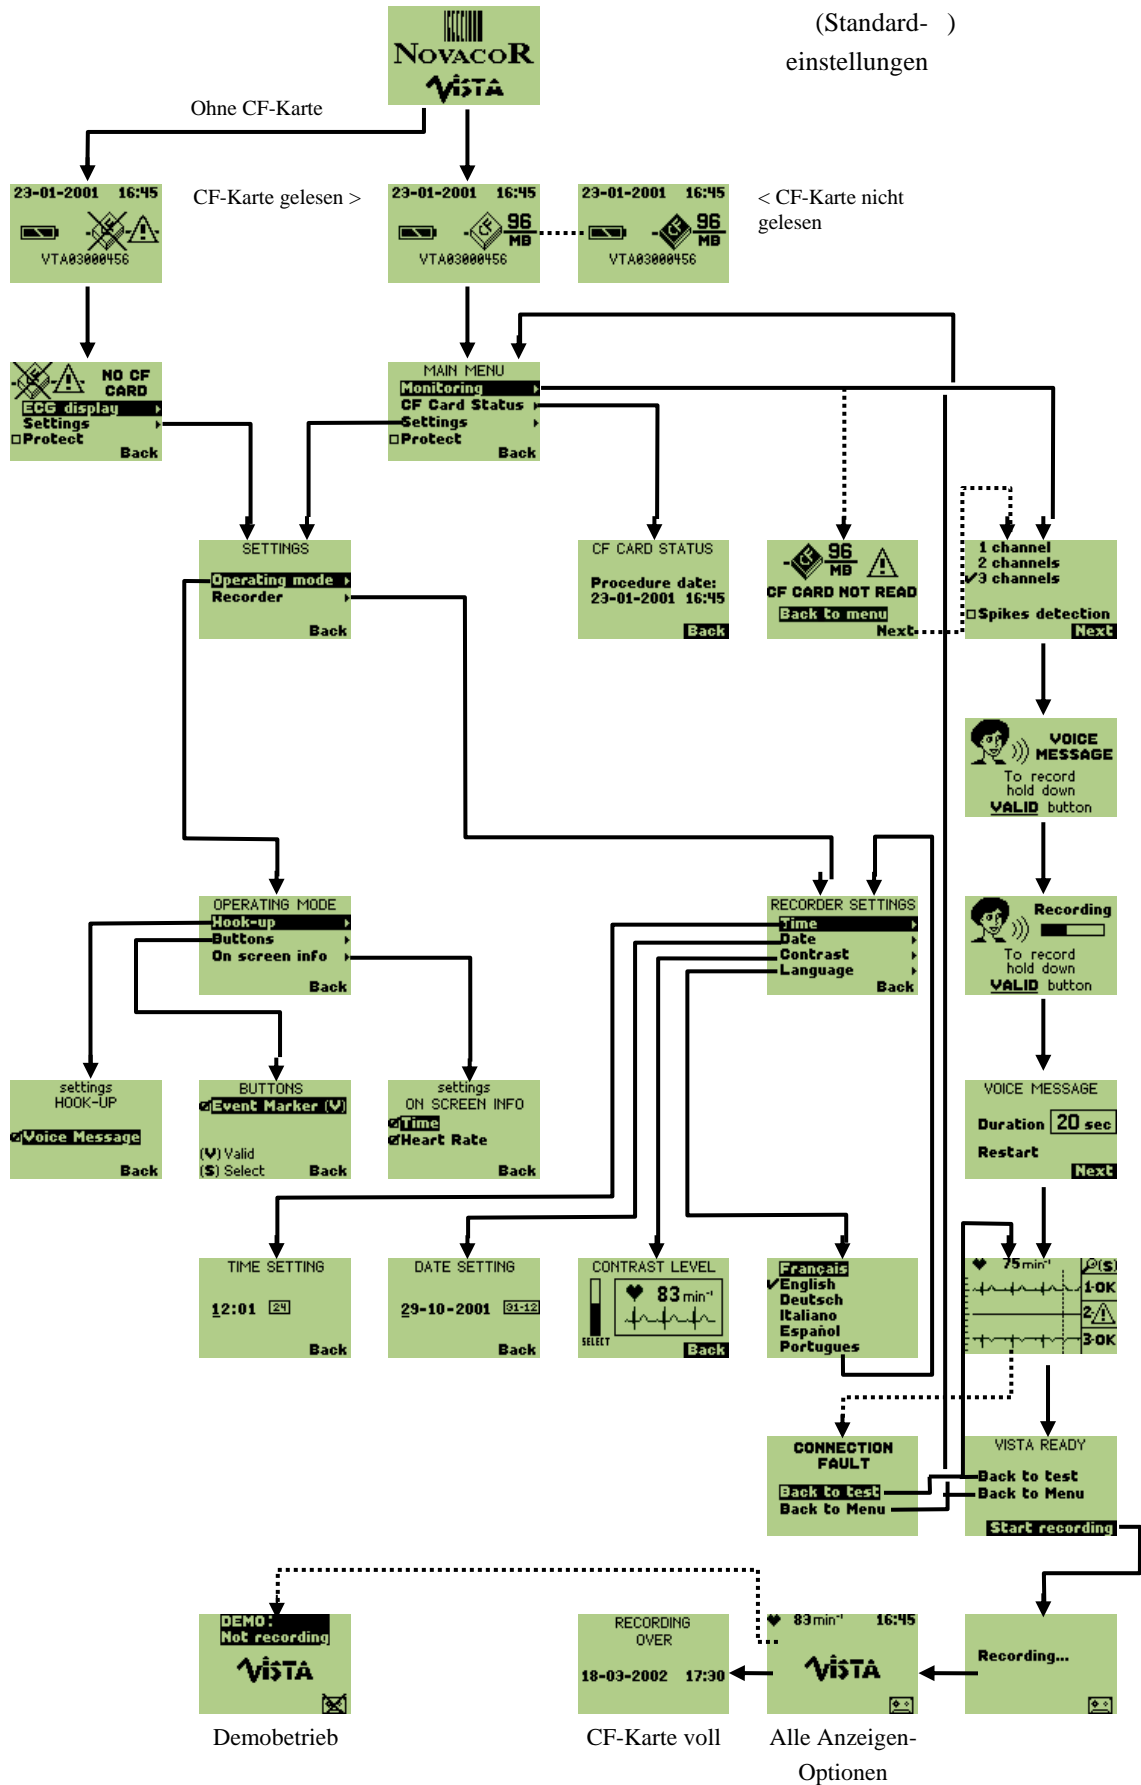 (Standard- )
einstellungen
NOVACOR
VISTA
Ohne CF-Karte
23-01-2001 16:45
VTA03000456
CF-Karte gelesen >
23-01-2001 16:45
CF
96
MB
VTA03000456
23-01-2001 16:45
CF
96
MB
VTA03000456
< CF-Karte nicht
gelesen
NO CF
CARD
ECG display
Settings
Protect
Back
MAIN MENU
Monitoring
CF Card Status
Settings
Protect
Back
SETTINGS
Operating mode
Recorder
Back
CF CARD STATUS
Procedure date:
23-01-2001 16:45
Back
CF
96
MB
CF CARD NOT READ
Back to menu
Next
1 channel
2 channels
3 channels
Spikes detection
Next
VOICE
MESSAGE
To record
hold down
VALID button
OPERATING MODE
Hook-up
Buttons
On screen info
Back
RECORDER SETTINGS
Time
Date
Contrast
Language
Back
Recording
To record
hold down
VALID button
settings
HOOK-UP
Voice Message
Back
BUTTONS
Event Marker (V)
(V) Valid
(S) Select Back
settings
ON SCREEN INFO
Time
Heart Rate
Back
VOICE MESSAGE
Duration 20 sec
Restart
Next
TIME SETTING
12:01 24
Back
DATE SETTING
29-10-2001 31-12
Back
CONTRAST LEVEL
83 min-1
SELECT
Back
Français
English
Deutsch
Italiano
Español
Portugues
75 min-1 (S)
1-OK
2-
3-OK
CONNECTION
FAULT
Back to test
Back to Menu
VISTA READY
Back to test
Back to Menu
Start recording
DEMO:
Not recording
VISTA
RECORDING
OVER
18-03-2002 17:30
83 min-1 16:45
VISTA
Recording...
Demobetrieb
CF-Karte voll
Alle Anzeigen-
Optionen